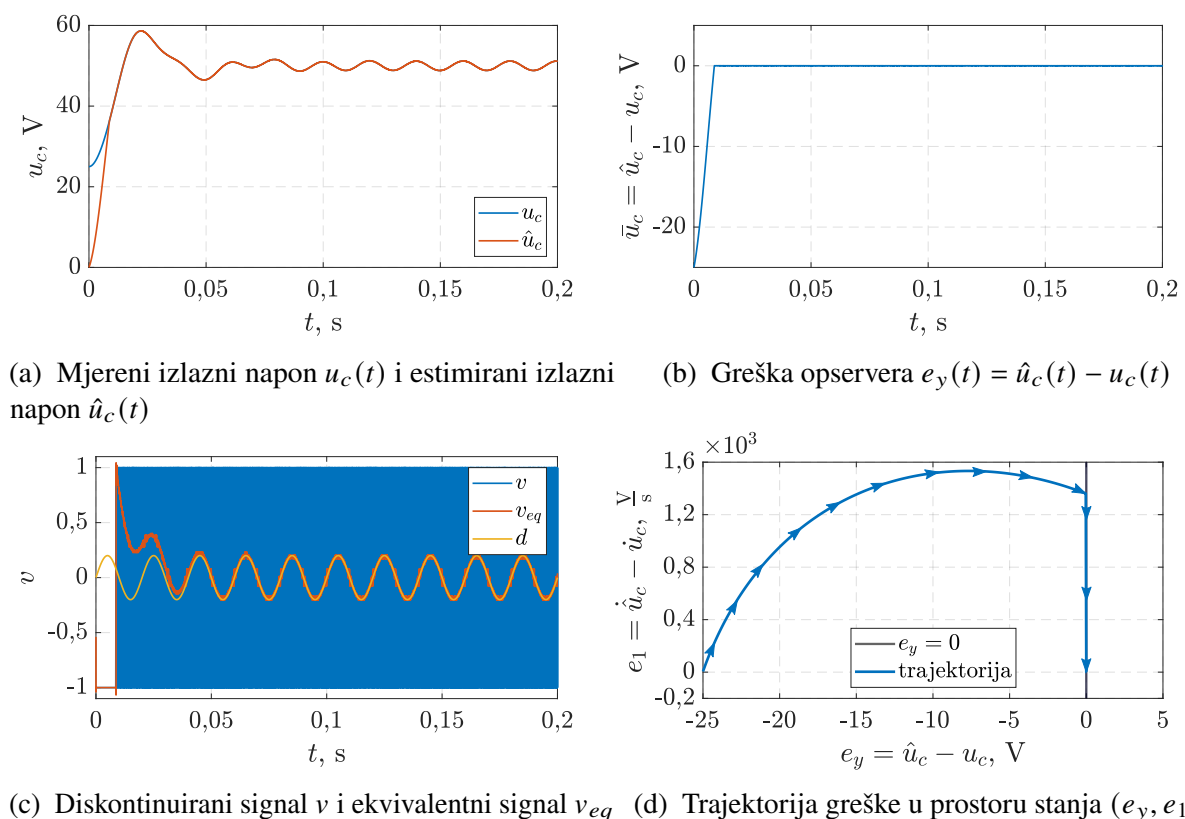 60
40
20
0
0
0,05
0,1
0,15
0,2
u_c, V
t, s
u_c
û_c
0
-10
-20
0
0,05
0,1
0,15
0,2
ū_c = û_c − u_c, V
t, s
(a) Mjereni izlazni napon u_c(t) i estimirani izlazni
napon û_c(t)
(b) Greška opservera e_y(t) = û_c(t) − u_c(t)
1
0,5
0
-0,5
-1
0
0,05
0,1
0,15
0,2
v
t, s
v
v_eq
d
×10³
1,6
1,2
0,8
0,4
0
-0,2
-25
-20
-15
-10
-5
0
5
e_1 = û̇_c − u̇_c, V/s
e_y = û_c − u_c, V
e_y = 0
trajektorija
(c) Diskontinuirani signal v i ekvivalentni signal v_eq
(d) Trajektorija greške u prostoru stanja (e_y, e_1